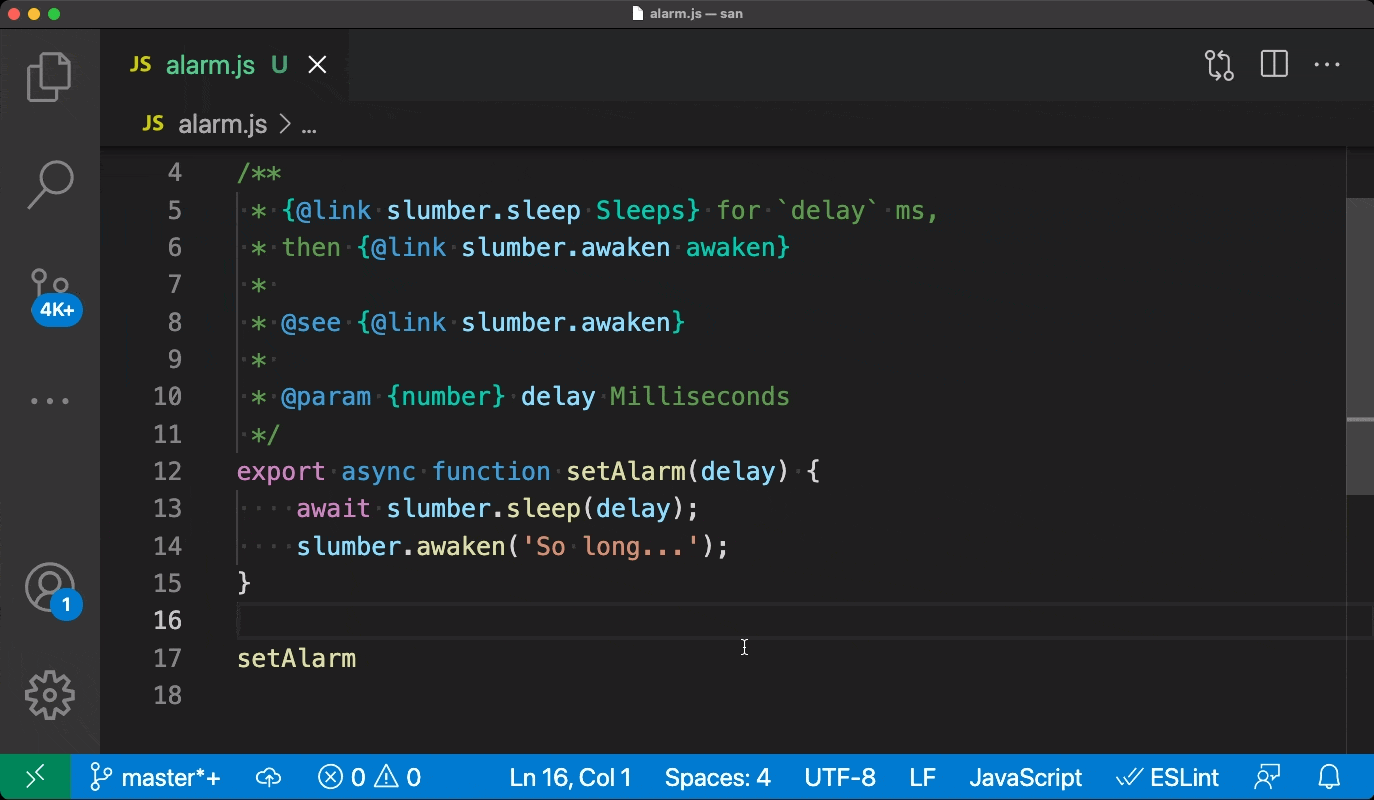 alarm.js — san
JS alarm.js U
JS alarm.js > ...
4 /**
5 * {@link slumber.sleep Sleeps} for `delay` ms,
6 * then {@link slumber.awaken awaken}
7 *
8 * @see {@link slumber.awaken}
9 *
10 * @param {number} delay Milliseconds
11 */
12 export async function setAlarm(delay) {
13 await slumber.sleep(delay);
14 slumber.awaken('So long...');
15 }
16
17 setAlarm
18
4K+
1
master*+ 0 0 Ln 16, Col 1 Spaces: 4 UTF-8 LF JavaScript ESLint